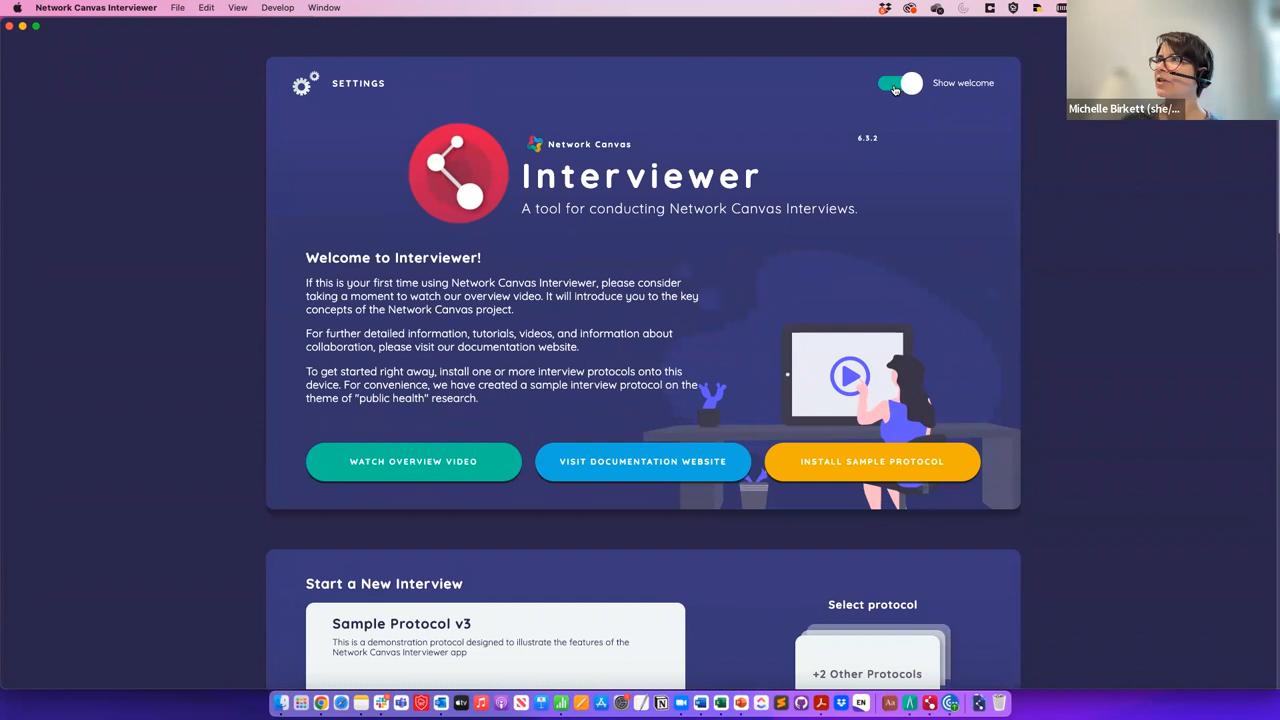 Network Canvas Interviewer File Edit View Develop Window
SETTINGS
Show welcome
Michelle Birkett (she/...
Network Canvas
6.3.2
Interviewer
A tool for conducting Network Canvas Interviews.
Welcome to Interviewer!
If this is your first time using Network Canvas Interviewer, please consider
taking a moment to watch our overview video. It will introduce you to the key
concepts of the Network Canvas project.
For further detailed information, tutorials, videos, and information about
collaboration, please visit our documentation website.
To get started right away, install one or more interview protocols onto this
device. For convenience, we have created a sample interview protocol on the
theme of "public health" research.
WATCH OVERVIEW VIDEO
VISIT DOCUMENTATION WEBSITE
INSTALL SAMPLE PROTOCOL
Start a New Interview
Select protocol
Sample Protocol v3
This is a demonstration protocol designed to illustrate the features of the
Network Canvas Interviewer app
+2 Other Protocols
EN